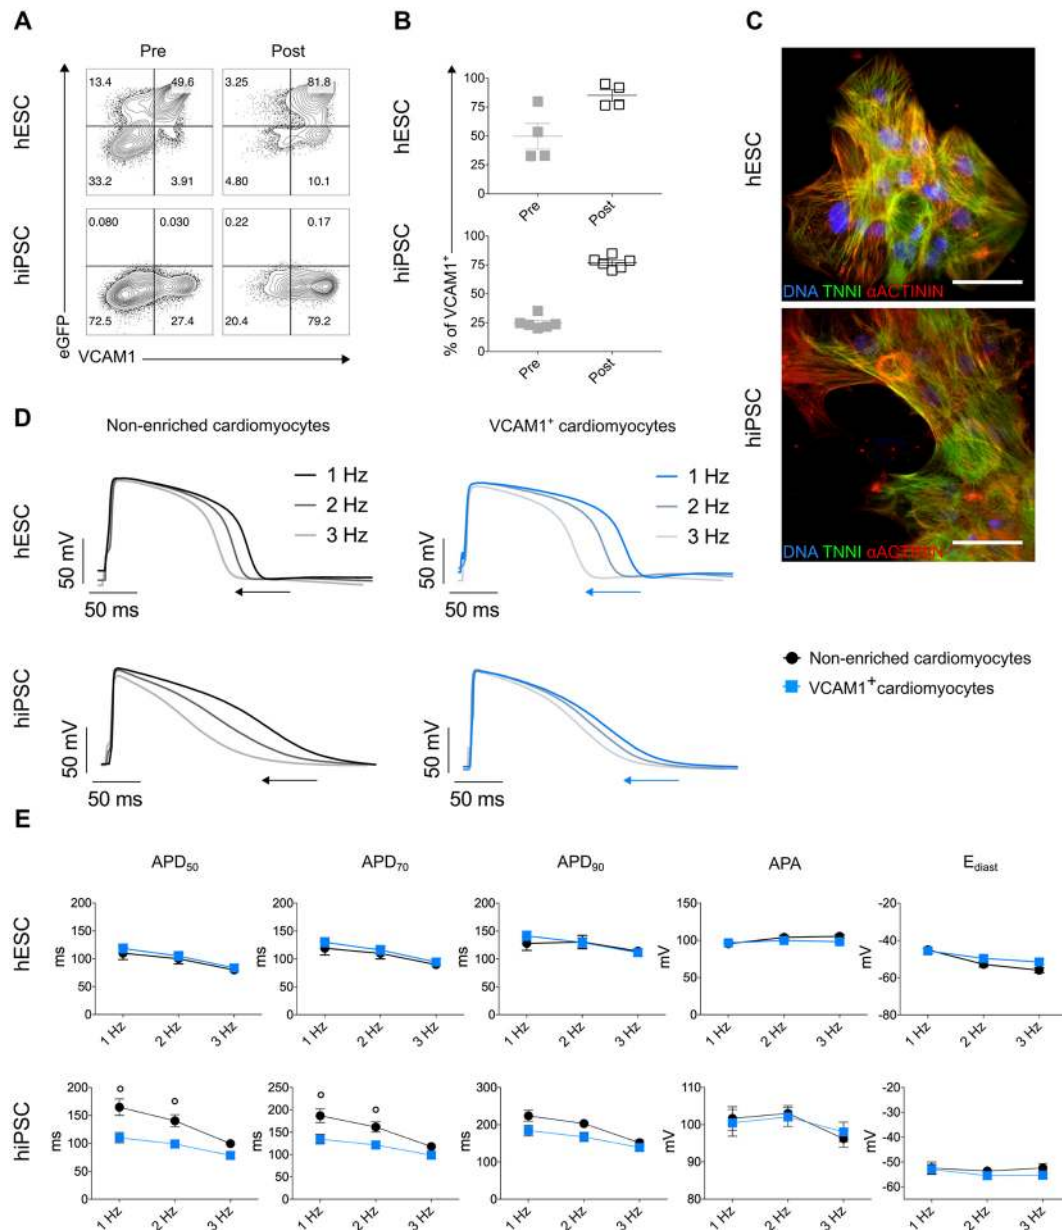 A
Pre
Post
hESC
13.4
49.6
33.2
3.91
3.25
81.8
4.80
10.1
hiPSC
0.080
0.030
72.5
27.4
0.22
0.17
20.4
79.2
eGFP
VCAM1
B
hESC
100
75
50
25
0
Pre
Post
hiPSC
100
75
50
25
0
Pre
Post
% of VCAM1⁺
C
hESC
DNA TNNI αACTININ
hiPSC
DNA TNNI αACTININ
D
Non-enriched cardiomyocytes
VCAM1⁺ cardiomyocytes
hESC
1 Hz
2 Hz
3 Hz
50 mV
50 ms
1 Hz
2 Hz
3 Hz
50 mV
50 ms
hiPSC
50 mV
50 ms
50 mV
50 ms
Non-enriched cardiomyocytes
VCAM1⁺ cardiomyocytes
E
APD₅₀
APD₇₀
APD₉₀
APA
E_diast
hESC
ms
200
150
100
50
0
1 Hz
2 Hz
3 Hz
ms
200
150
100
50
0
1 Hz
2 Hz
3 Hz
ms
200
150
100
50
0
1 Hz
2 Hz
3 Hz
mV
150
100
50
0
1 Hz
2 Hz
3 Hz
mV
-20
-40
-60
-80
1 Hz
2 Hz
3 Hz
hiPSC
ms
200
150
100
50
0
1 Hz
2 Hz
3 Hz
ms
250
200
150
100
50
0
1 Hz
2 Hz
3 Hz
ms
300
200
100
0
1 Hz
2 Hz
3 Hz
mV
110
100
90
80
1 Hz
2 Hz
3 Hz
mV
-20
-30
-40
-50
-60
1 Hz
2 Hz
3 Hz